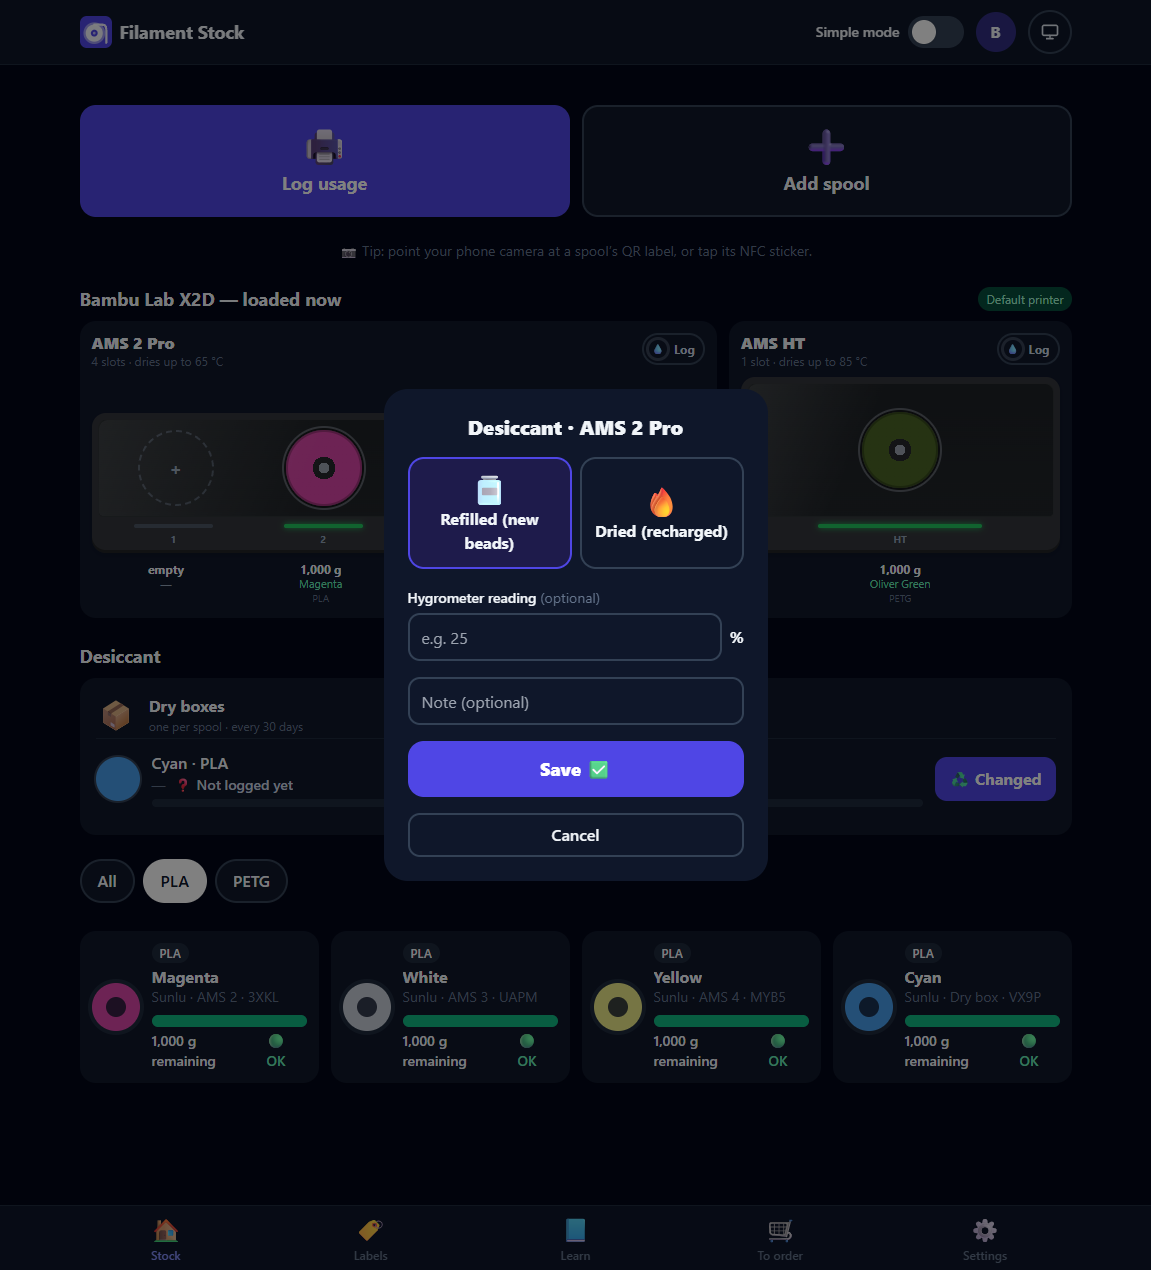 Filament Stock
Simple mode
B
Log usage
Add spool
Tip: point your phone camera at a spool's QR label, or tap its NFC sticker.
Bambu Lab X2D — loaded now
Default printer
AMS 2 Pro
4 slots · dries up to 65 °C
Log
AMS HT
1 slot · dries up to 85 °C
Log
+
1
2
HT
empty
—
1,000 g
Magenta
PLA
1,000 g
Oliver Green
PETG
Desiccant · AMS 2 Pro
Refilled (new
beads)
Dried (recharged)
Hygrometer reading (optional)
e.g. 25
%
Note (optional)
Save
Cancel
Desiccant
Dry boxes
one per spool · every 30 days
Cyan · PLA
— ❓ Not logged yet
Changed
All
PLA
PETG
PLA
Magenta
Sunlu · AMS 2 · 3XKL
1,000 g
remaining
OK
PLA
White
Sunlu · AMS 3 · UAPM
1,000 g
remaining
OK
PLA
Yellow
Sunlu · AMS 4 · MYB5
1,000 g
remaining
OK
PLA
Cyan
Sunlu · Dry box · VX9P
1,000 g
remaining
OK
Stock
Labels
Learn
To order
Settings